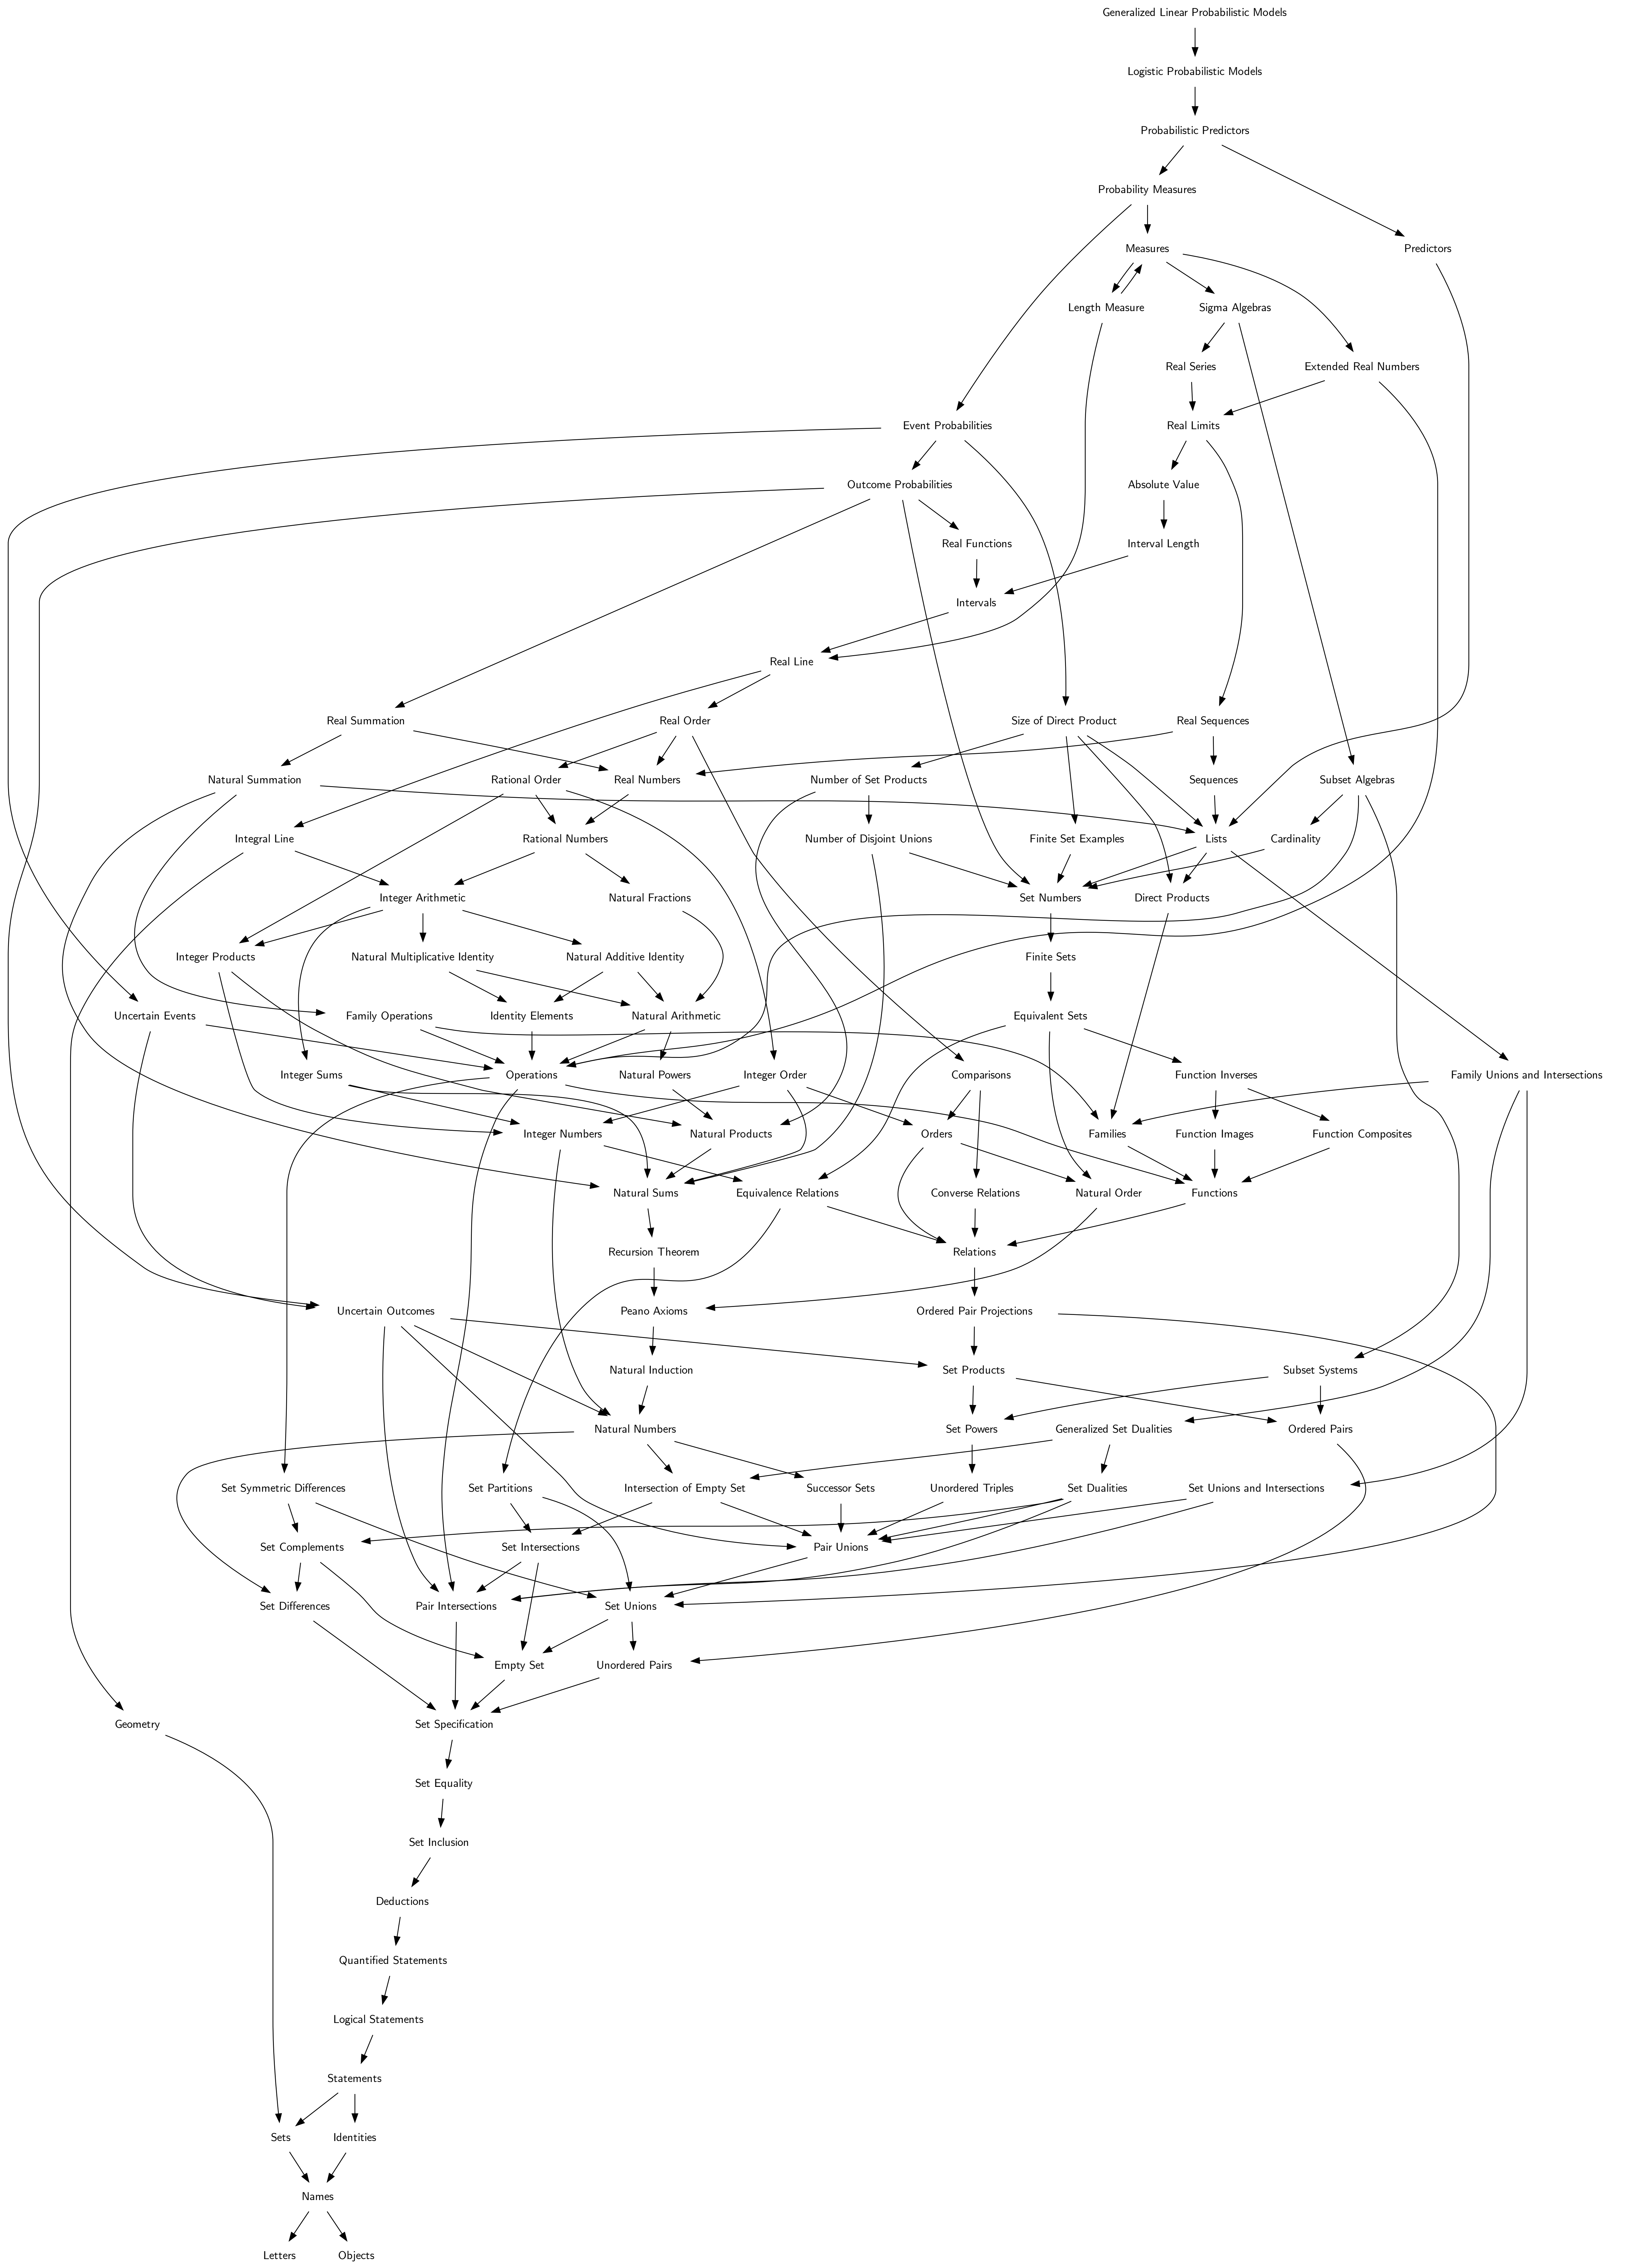 Generalized Linear Probabilistic Models
Logistic Probabilistic Models
Probabilistic Predictors
Probability Measures
Measures
Predictors
Length Measure
Sigma Algebras
Real Series
Extended Real Numbers
Event Probabilities
Real Limits
Outcome Probabilities
Absolute Value
Real Functions
Interval Length
Intervals
Real Line
Real Summation
Real Order
Size of Direct Product
Real Sequences
Natural Summation
Rational Order
Real Numbers
Number of Set Products
Sequences
Subset Algebras
Integral Line
Rational Numbers
Number of Disjoint Unions
Finite Set Examples
Lists
Cardinality
Integer Arithmetic
Natural Fractions
Set Numbers
Direct Products
Integer Products
Natural Multiplicative Identity
Natural Additive Identity
Finite Sets
Uncertain Events
Family Operations
Identity Elements
Natural Arithmetic
Equivalent Sets
Integer Sums
Operations
Natural Powers
Integer Order
Comparisons
Function Inverses
Family Unions and Intersections
Integer Numbers
Natural Products
Orders
Families
Function Images
Function Composites
Natural Sums
Equivalence Relations
Converse Relations
Natural Order
Functions
Recursion Theorem
Relations
Uncertain Outcomes
Peano Axioms
Ordered Pair Projections
Natural Induction
Set Products
Subset Systems
Natural Numbers
Set Powers
Generalized Set Dualities
Ordered Pairs
Set Symmetric Differences
Set Partitions
Intersection of Empty Set
Successor Sets
Unordered Triples
Set Dualities
Set Unions and Intersections
Set Complements
Set Intersections
Pair Unions
Set Differences
Pair Intersections
Set Unions
Empty Set
Unordered Pairs
Geometry
Set Specification
Set Equality
Set Inclusion
Deductions
Quantified Statements
Logical Statements
Statements
Sets
Identities
Names
Letters
Objects